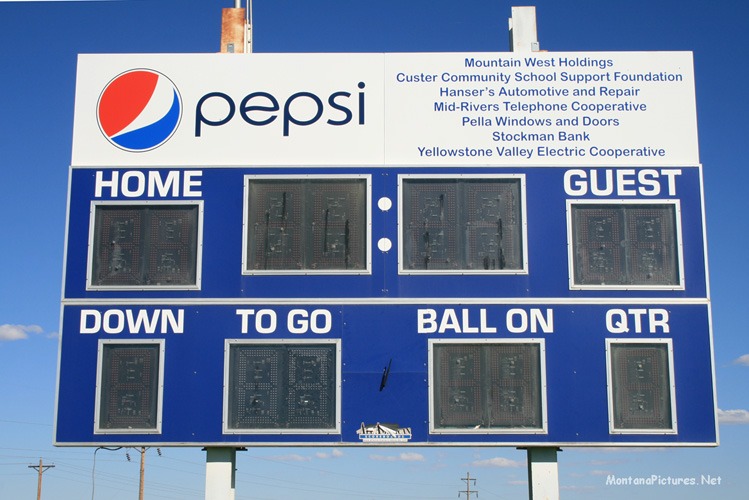 pepsi
Mountain West Holdings
Custer Community School Support Foundation
Hanser's Automotive and Repair
Mid-Rivers Telephone Cooperative
Pella Windows and Doors
Stockman Bank
Yellowstone Valley Electric Cooperative
HOME
GUEST
DOWN
TO GO
BALL ON
QTR
MontanaPictures.Net